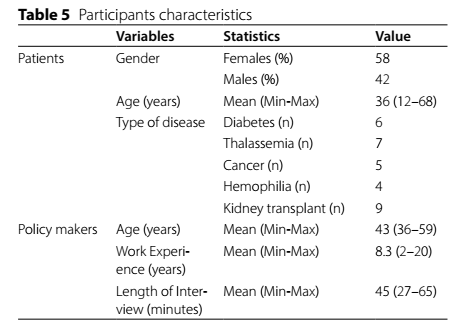 Table 5 Participants characteristics
Variables Statistics Value
Patients Gender Females (%) 58
Males (%) 42
Age (years) Mean (Min-Max) 36 (12–68)
Type of disease Diabetes (n) 6
Thalassemia (n) 7
Cancer (n) 5
Hemophilia (n) 4
Kidney transplant (n) 9
Policy makers Age (years) Mean (Min-Max) 43 (36–59)
Work Experi- Mean (Min-Max) 8.3 (2–20)
ence (years)
Length of Inter- Mean (Min-Max) 45 (27–65)
view (minutes)